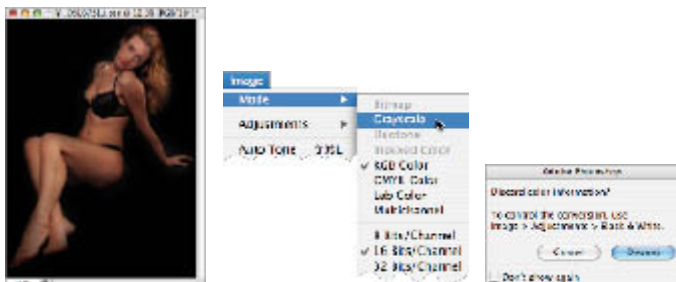 Image
Mode
Adjustments
Auto Tone
Bitmap
Grayscale
Duotone
Indexed Color
✓ RGB Color
CMYK Color
Lab Color
Multichannel
8 Bits/Channel
✓ 16 Bits/Channel
32 Bits/Channel
Adobe Photoshop
Discard color information?
To control the conversion, use
Image > Adjustments > Black & White.
Cancel Discard
Don't show again